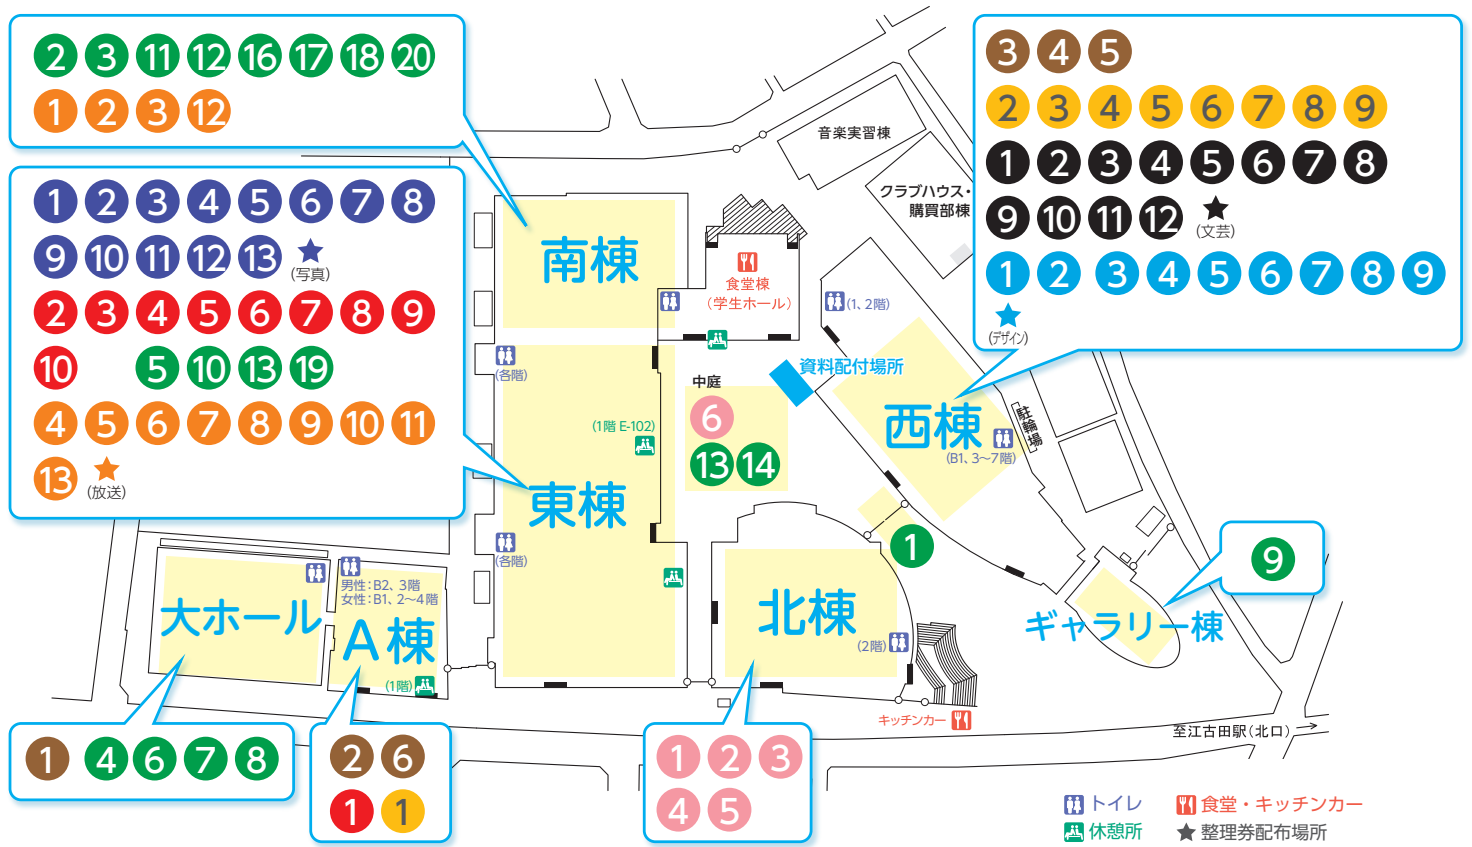 2 3 11 12 16 17 18 20
1 2 3 12
1 2 3 4 5 6 7 8
9 10 11 12 13 ★
(写真)
2 3 4 5 6 7 8 9
10 5 10 13 19
4 5 6 7 8 9 10 11
13 ★
(放送)
3 4 5
2 3 4 5 6 7 8 9
1 2 3 4 5 6 7 8
9 10 11 12 ★
(文芸)
1 2 3 4 5 6 7 8 9
★
(デザイン)
音楽実習棟
クラブハウス・
購買部棟
南棟
食堂棟
(学生ホール)
(1、2階)
資料配付場所
(各階)
中庭
6
13 14
(1階 E-102)
西棟
(B1、3〜7階)
駐輪場
東棟
(各階)
1
9
ギャラリー棟
大ホール
男性:B2、3階
女性:B1、2〜4階
A棟
(1階)
北棟
(2階)
キッチンカー
至江古田駅(北口)
1 4 6 7 8
2 6
1 1
1 2 3
4 5
トイレ
食堂・キッチンカー
休憩所
★ 整理券配布場所